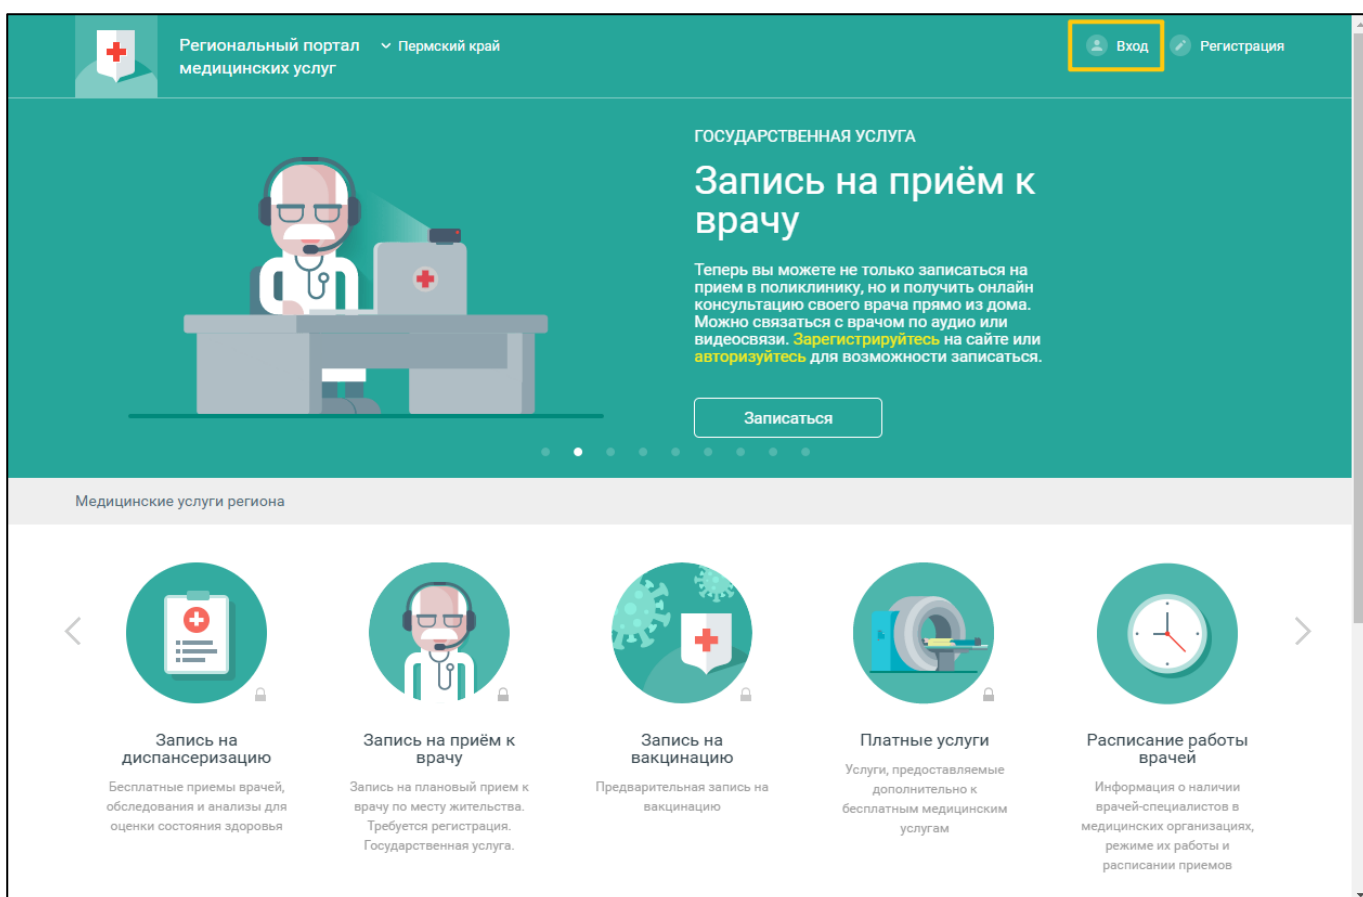 Региональный портал
медицинских услуг
Пермский край
Вход
Регистрация
ГОСУДАРСТВЕННАЯ УСЛУГА
Запись на приём к
врачу
Теперь вы можете не только записаться на
прием в поликлинику, но и получить онлайн
консультацию своего врача прямо из дома.
Можно связаться с врачом по аудио или
видеосвязи. Зарегистрируйтесь на сайте или
авторизуйтесь для возможности записаться.
Записаться
Медицинские услуги региона
Запись на
диспансеризацию
Бесплатные приемы врачей,
обследования и анализы для
оценки состояния здоровья
Запись на приём к
врачу
Запись на плановый прием к
врачу по месту жительства.
Требуется регистрация.
Государственная услуга.
Запись на
вакцинацию
Предварительная запись на
вакцинацию
Платные услуги
Услуги, предоставляемые
дополнительно к
бесплатным медицинским
услугам
Расписание работы
врачей
Информация о наличии
врачей-специалистов в
медицинских организациях,
режиме их работы и
расписании приемов